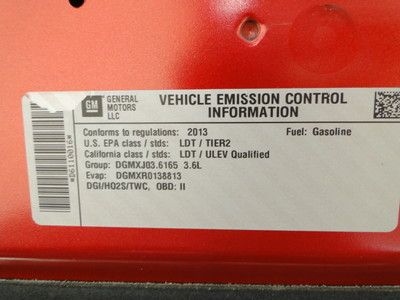 GM
GENERAL
MOTORS
LLC
VEHICLE EMISSION CONTROL
INFORMATION
Conforms to regulations: 2013 Fuel: Gasoline
U.S. EPA class / stds: LDT / TIER2
California class / stds: LDT / ULEV Qualified
Group: DGMXJ03.6165 3.6L
Evap: DGMXR0138813
DGI/HO2S/TWC, OBD: II
*D6110016*